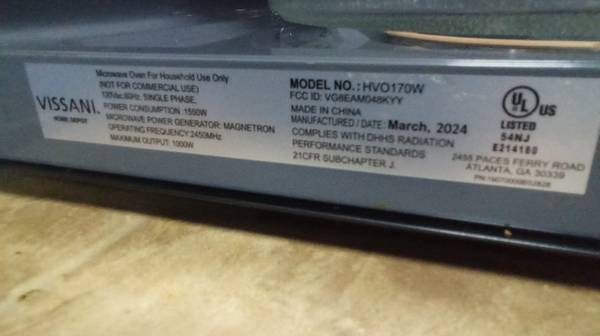 VISSANI.
HOME DEPOT
Microwave Oven For Household Use Only
(NOT FOR COMMERCIAL USE)
120Vac 60Hz, SINGLE PHASE,
POWER CONSUMPTION :1550W
MICROWAVE POWER GENERATOR: MAGNETRON
OPERATING FREQUENCY:2450MHz
MAXIMUM OUTPUT: 1000W
MODEL NO. : HVO170W
FCC ID: VG8EAM048KYY
MADE IN CHINA
MANUFACTURED / DATE : March, 2024
COMPLIES WITH DHHS RADIATION
PERFORMANCE STANDARDS
21CFR SUBCHAPTER J.
UL US
LISTED
54NJ
E214180
2455 PACES FERRY ROAD
ATLANTA, GA 30339